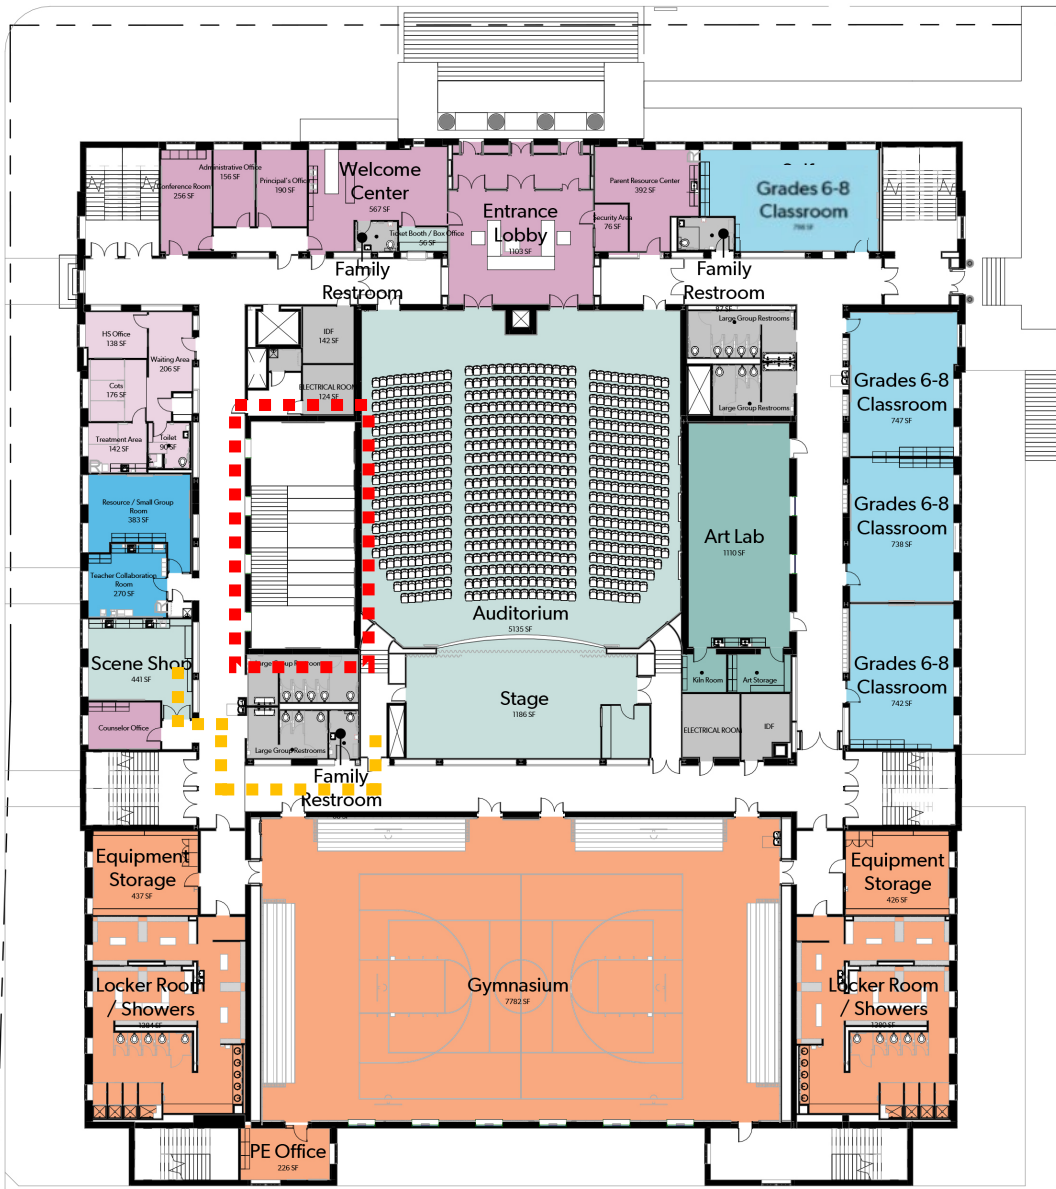 Administrative Office
156 SF
Conference Room
256 SF
Principal's Office
190 SF
Welcome
Center
567 SF
Ticket Booth / Box Office
56 SF
Entrance
Lobby
1103 SF
Parent Resource Center
392 SF
Security Area
76 SF
Grades 6-8
Classroom
Family
Restroom
Family
Restroom
HS Office
138 SF
Waiting Area
206 SF
Cots
176 SF
Treatment Area
142 SF
Toilet
90 SF
IDF
142 SF
ELECTRICAL ROOM
124 SF
Large Group Restrooms
Large Group Restrooms
Grades 6-8
Classroom
747 SF
Resource / Small Group
Room
383 SF
Teacher Collaboration
Room
270 SF
Art Lab
1110 SF
Grades 6-8
Classroom
738 SF
Auditorium
5135 SF
Scene Shop
441 SF
Large Group Restrooms
Stage
1186 SF
Kiln Room
Art Storage
Grades 6-8
Classroom
742 SF
Counselor Office
Large Group Restrooms
ELECTRICAL ROOM
IDF
Family
Restroom
Equipment
Storage
437 SF
Equipment
Storage
426 SF
Locker Room
/ Showers
Gymnasium
7782 SF
Locker Room
/ Showers
PE Office
226 SF